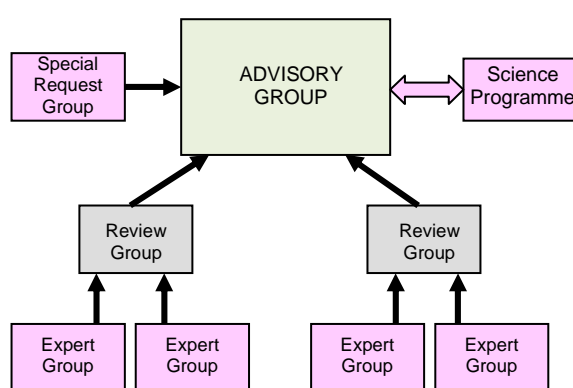 Special
Request
Group
ADVISORY
GROUP
Science
Programme
Review
Group
Review
Group
Expert
Group
Expert
Group
Expert
Group
Expert
Group